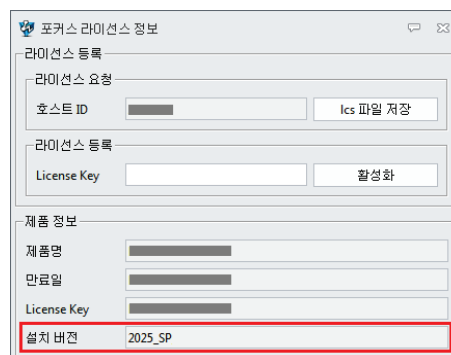 포커스 라이선스 정보
라이선스 등록
라이선스 요청
호스트 ID
lcs 파일 저장
라이선스 등록
License Key
활성화
제품 정보
제품명
만료일
License Key
설치 버전 2025_SP